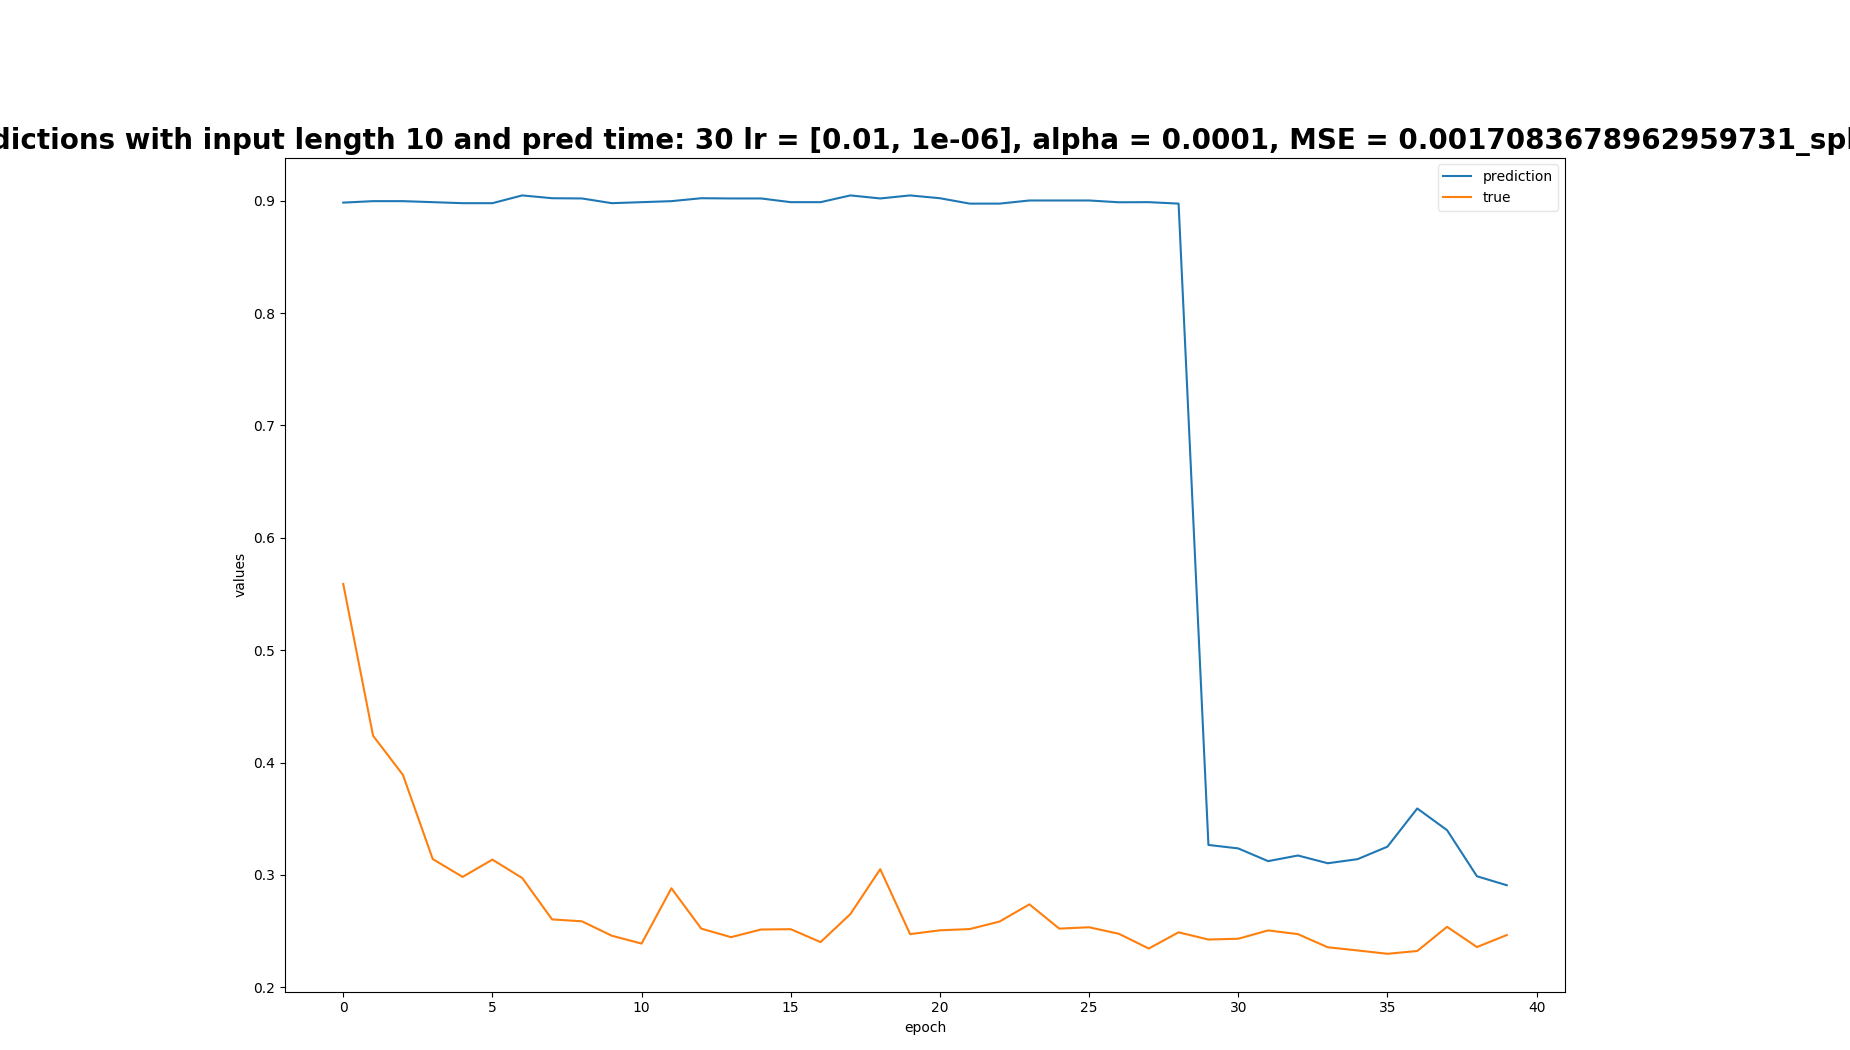 dictions with input length 10 and pred time: 30 lr = [0.01, 1e-06], alpha = 0.0001, MSE = 0.0017083678962959731_spl
prediction
true
0.9
0.8
0.7
0.6
0.5
0.4
0.3
0.2
values
0 5 10 15 20 25 30 35 40
epoch